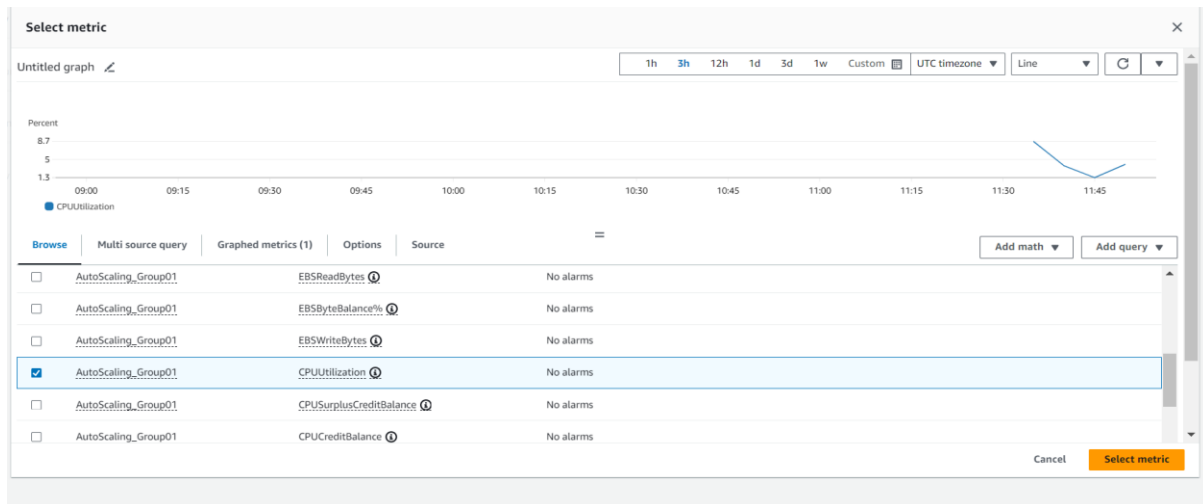 Select metric
Untitled graph 1h 3h 12h 1d 3d 1w Custom UTC timezone Line
Percent
8.7
5
1.3
09:00 09:15 09:30 09:45 10:00 10:15 10:30 10:45 11:00 11:15 11:30 11:45
CPUUtilization
Browse Multi source query Graphed metrics (1) Options Source Add math Add query
AutoScaling_Group01 EBSReadBytes No alarms
AutoScaling_Group01 EBSByteBalance% No alarms
AutoScaling_Group01 EBSWriteBytes No alarms
AutoScaling_Group01 CPUUtilization No alarms
AutoScaling_Group01 CPUSurplusCreditBalance No alarms
AutoScaling_Group01 CPUCreditBalance No alarms
Cancel Select metric